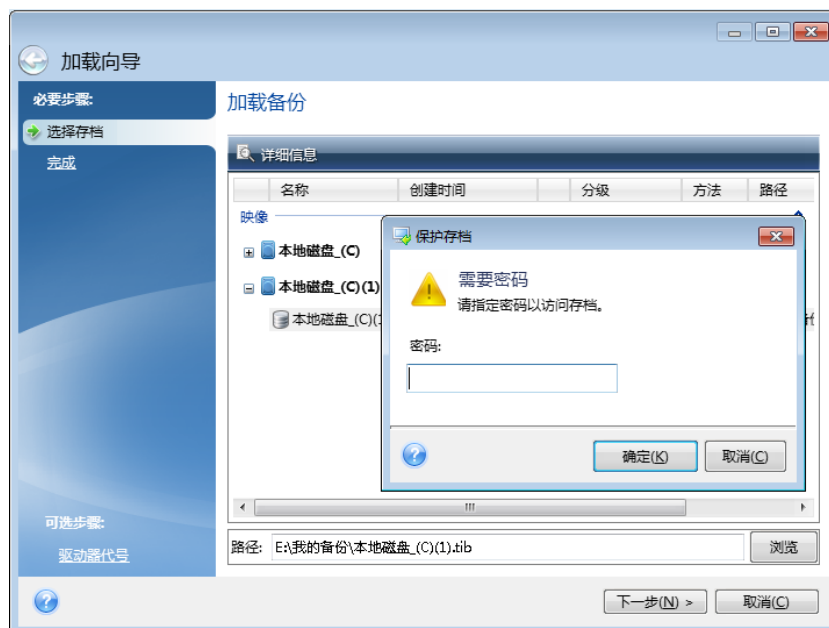 加载向导
必要步骤:
选择存档
完成
加载备份
详细信息
名称 创建时间 分级 方法 路径
映像
本地磁盘_(C)
本地磁盘_(C)(1)
本地磁盘_(C)(
保护存档
需要密码
请指定密码以访问存档。
密码:
确定(K) 取消(C)
可选步骤:
驱动器代号
路径: E:\我的备份\本地磁盘_(C)(1).tib 浏览
下一步(N) > 取消(C)